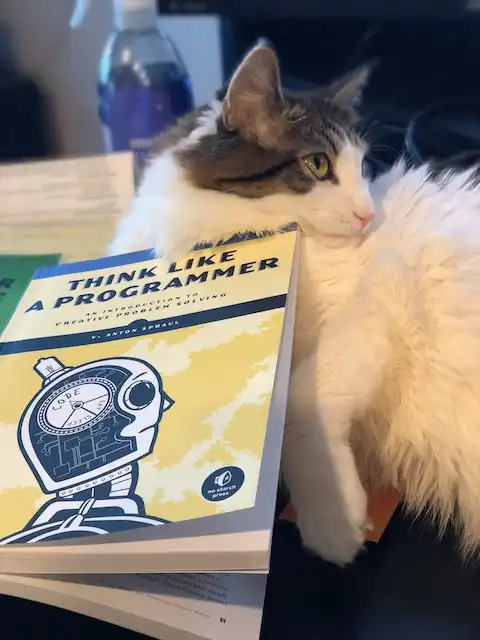 THINK LIKE
A PROGRAMMER
AN INTRODUCTION TO
CREATIVE PROBLEM SOLVING
V. ANTON SPRAUL
CODE
no starch
press